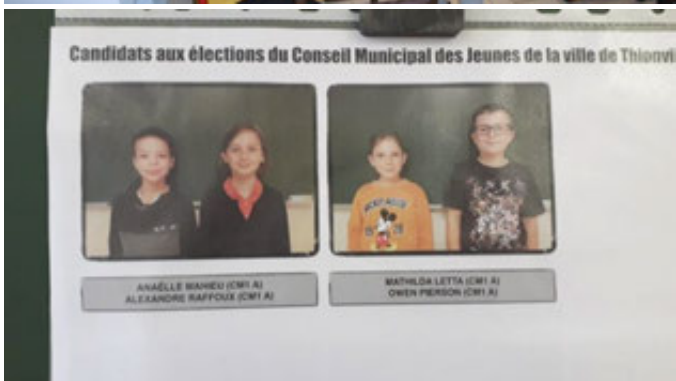 Candidats aux élections du Conseil Municipal des Jeunes de la ville de Thionvi
ANAËLLE MAHIEU (CM1 A)
ALEXANDRE RAFFOUX (CM1 A)
MATHILDA LETTA (CM1 A)
OWEN PIERSON (CM1 A)